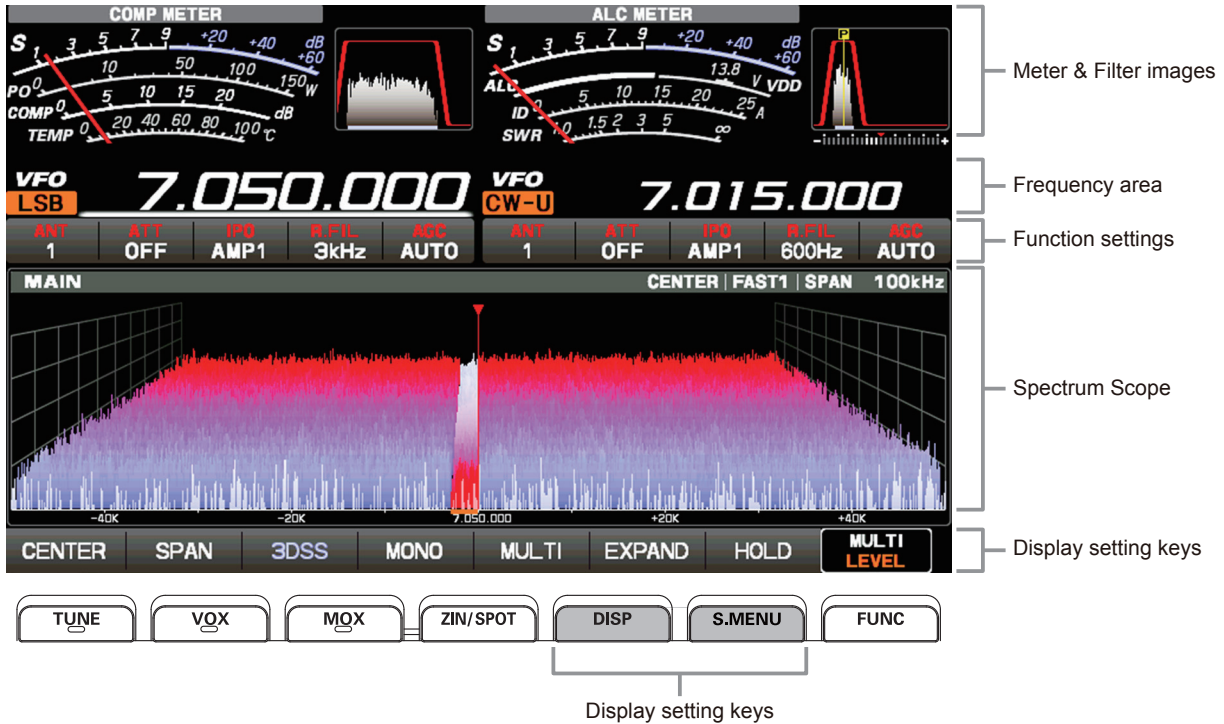 COMP METER ALC METER
S 1 3 5 7 9 +20 +40 +60 dB
PO 0 10 50 100 150 W
COMP 0 5 10 15 20 dB
TEMP 0 20 40 60 80 100 °C
S 1 3 5 7 9 +20 +40 +60 dB
ALC 13.8 V VDD
ID 0 5 10 15 20 25 A
SWR 1.0 1.5 2 3 5 ∞
P
- +
Meter & Filter images
VFO LSB 7.050.000
VFO CW-U 7.015.000
Frequency area
ANT ATT IPO R.FIL AGC ANT ATT IPO R.FIL AGC
1 OFF AMP1 3kHz AUTO 1 OFF AMP1 600Hz AUTO
Function settings
MAIN CENTER | FAST1 | SPAN 100kHz
Spectrum Scope
-40K -20K 7.050.000 +20K +40K
CENTER SPAN 3DSS MONO MULTI EXPAND HOLD MULTI LEVEL
Display setting keys
TUNE VOX MOX ZIN/SPOT DISP S.MENU FUNC
Display setting keys